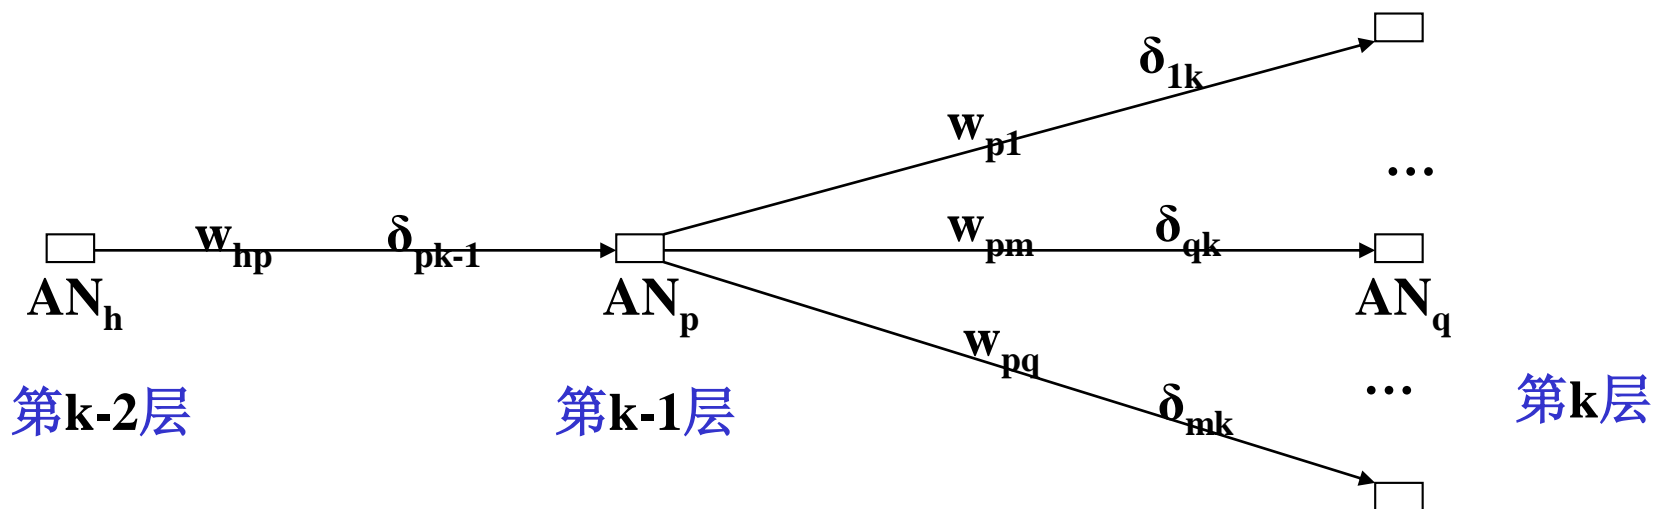 δ1k
wp1
…
whp
δpk-1
wpm
δqk
ANh
ANp
ANq
wpq
…
δmk
第k-2层
第k-1层
第k层